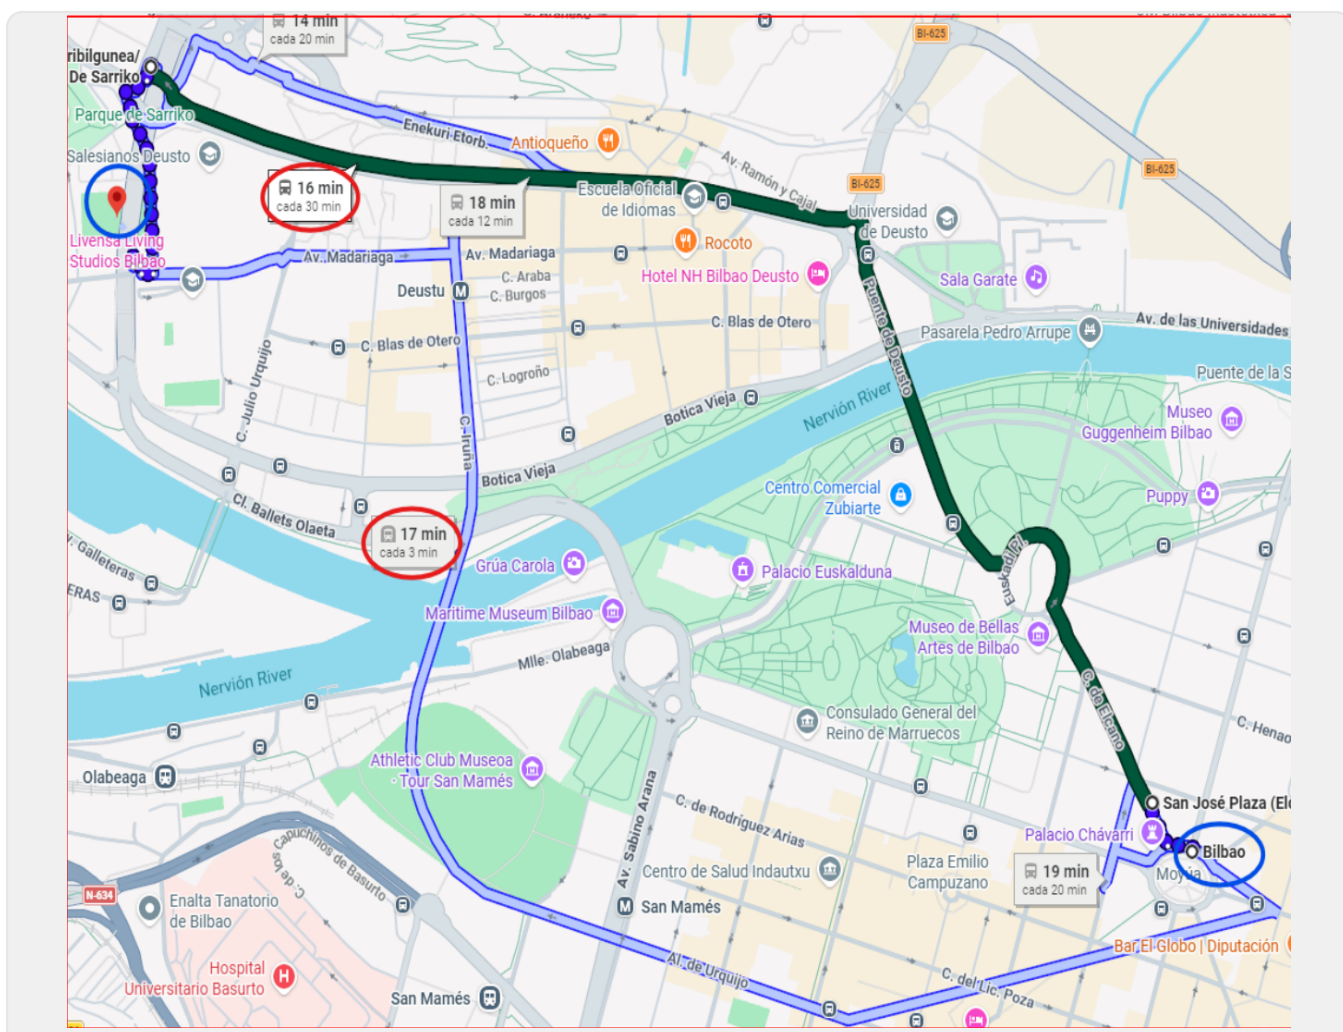 14 min
cada 20 min
BI-625
ribilgunea/
De Sarriko
Parque de Sarriko
Enekuri Etorb.
Antioqueño
Salesianos Deusto
16 min
cada 30 min
18 min
cada 12 min
Escuela Oficial
de Idiomas
Av. Ramón y Cajal
BI-625
BI-625
Universidad
de Deusto
Livensa Living
Studios Bilbao
Av. Madariaga
Av. Madariaga
Rocoto
Hotel NH Bilbao Deusto
Sala Garate
C. Araba
C. Burgos
Deustu
M
Puente de Deusto
C. Blas de Otero
C. Blas de Otero
Pasarela Pedro Arrupe
Av. de las Universidades
C. Julio Urquijo
C. Logroño
Puente de la S
Botica Vieja
Nervión River
Museo
Guggenheim Bilbao
C. Iruña
Botica Vieja
Centro Comercial
Zubiarte
Puppy
Cl. Ballets Olaeta
17 min
cada 3 min
. Galleteras
ERAS
Grúa Carola
Palacio Euskalduna
Euskadi Pl.
Maritime Museum Bilbao
Museo de Bellas
Artes de Bilbao
Mlle. Olabeaga
Nervión River
C. de Elcano
Consulado General del
Reino de Marruecos
C. Henao
Olabeaga
Athletic Club Museoa
- Tour San Mamés
Av. Sabino Arana
C. de Rodríguez Arias
San José Plaza (Elc
Palacio Chávarri
Bilbao
Moyúa
C. de los
Capuchinos de Basurto
Centro de Salud Indautxu
Plaza Emilio
Campuzano
19 min
cada 20 min
N-634
Enalta Tanatorio
de Bilbao
M
San Mamés
Bar El Globo | Diputación
Hospital
Universitario Basurto
H
Al. de Urquijo
C. del Lic. Poza
San Mamés